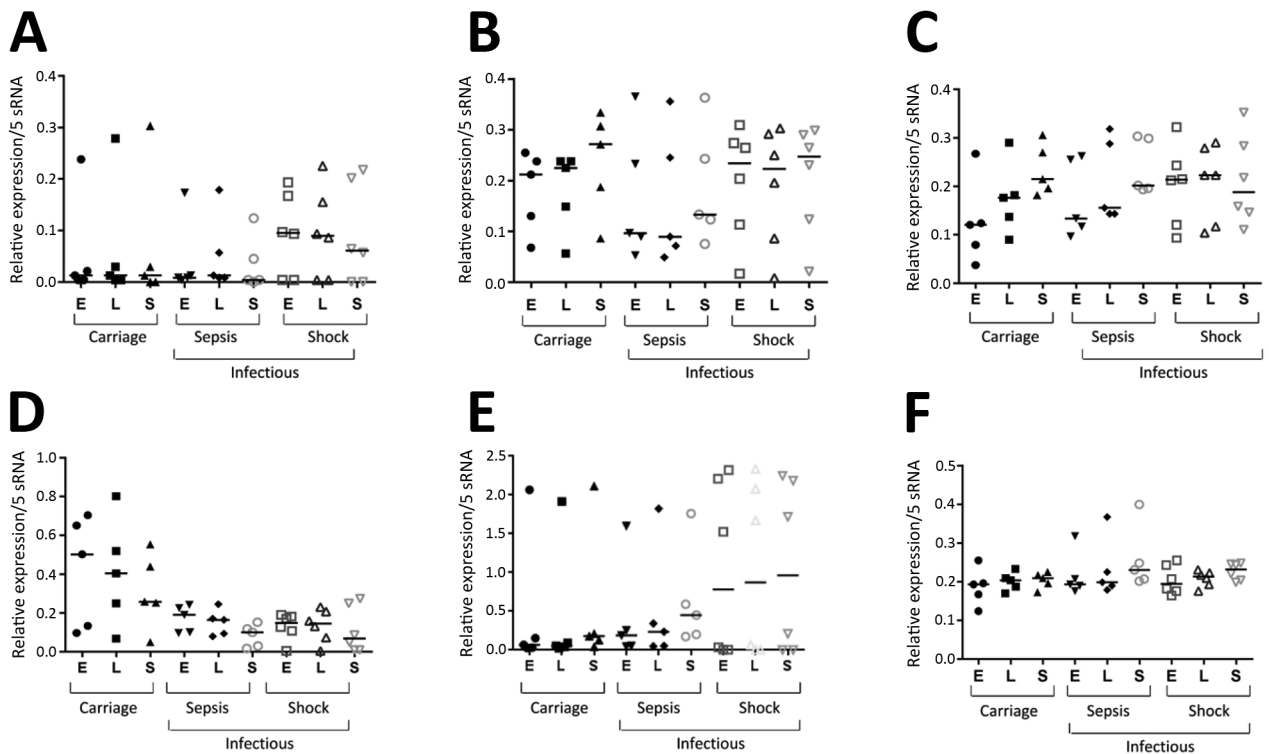 A
Relative expression/5 sRNA
0.4
0.3
0.2
0.1
0.0
E L S E L S E L S
Carriage Sepsis Shock
Infectious
B
Relative expression/5 sRNA
0.4
0.3
0.2
0.1
0.0
E L S E L S E L S
Carriage Sepsis Shock
Infectious
C
Relative expression/5 sRNA
0.4
0.3
0.2
0.1
0.0
E L S E L S E L S
Carriage Sepsis Shock
Infectious
D
Relative expression/5 sRNA
1.0
0.8
0.6
0.4
0.2
0.0
E L S E L S E L S
Carriage Sepsis Shock
Infectious
E
Relative expression/5 sRNA
2.5
2.0
1.5
1.0
0.5
0.0
E L S E L S E L S
Carriage Sepsis Shock
Infectious
F
Relative expression/5 sRNA
0.5
0.4
0.3
0.2
0.1
0.0
E L S E L S E L S
Carriage Sepsis Shock
Infectious